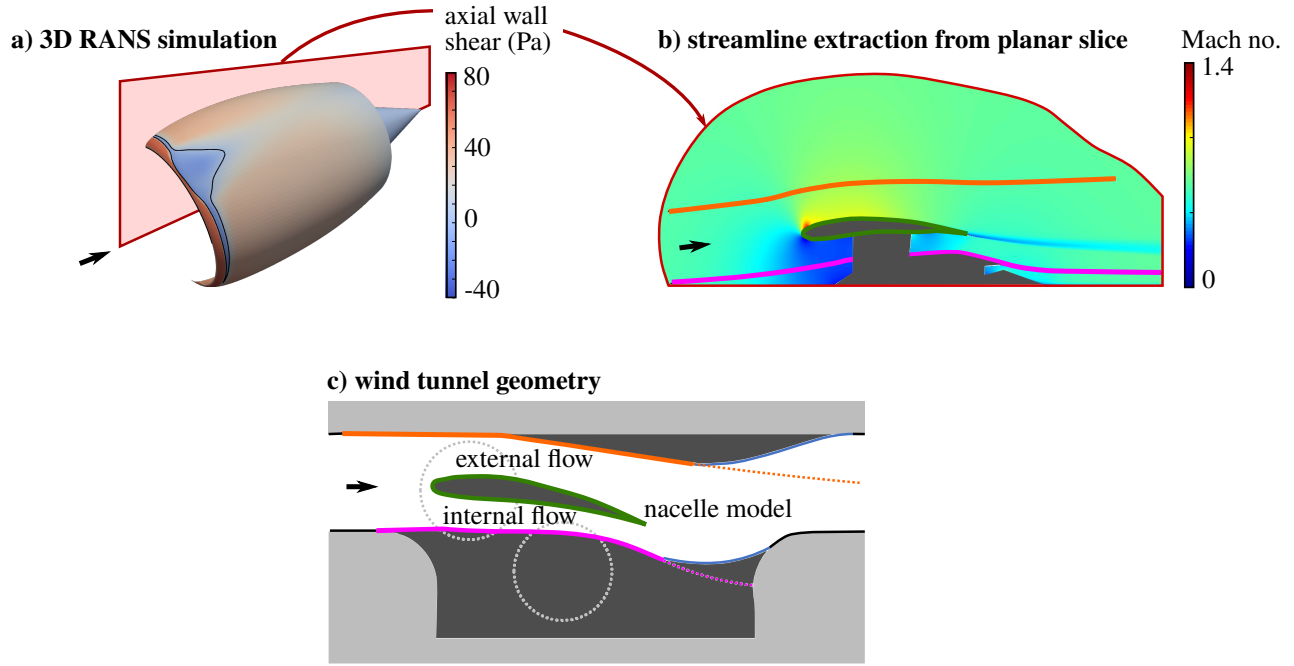 a) 3D RANS simulation
axial wall
shear (Pa)
80
40
0
-40
b) streamline extraction from planar slice
Mach no.
1.4
0
c) wind tunnel geometry
external flow
internal flow
nacelle model